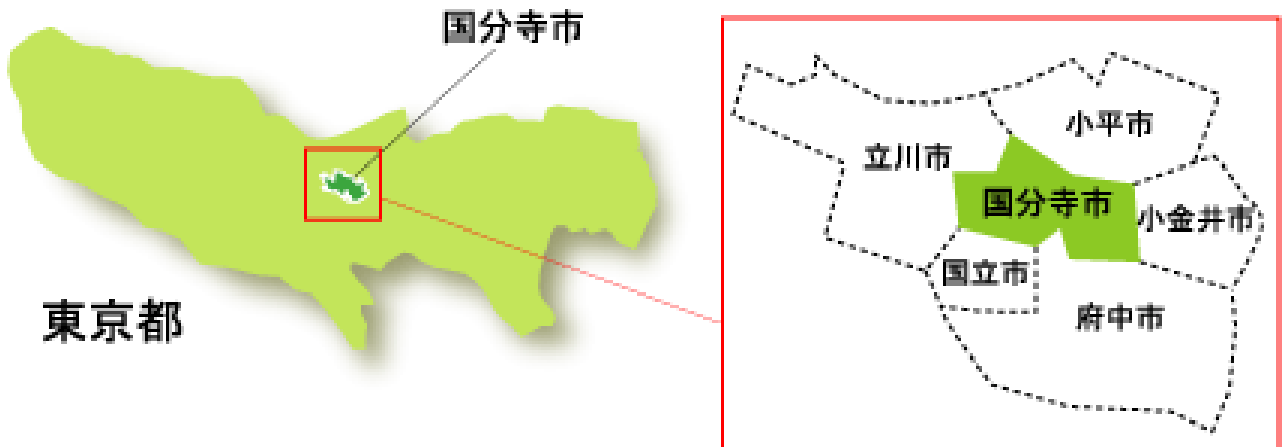 国分寺市
東京都
小平市
立川市
国分寺市
小金井市
国立市
府中市